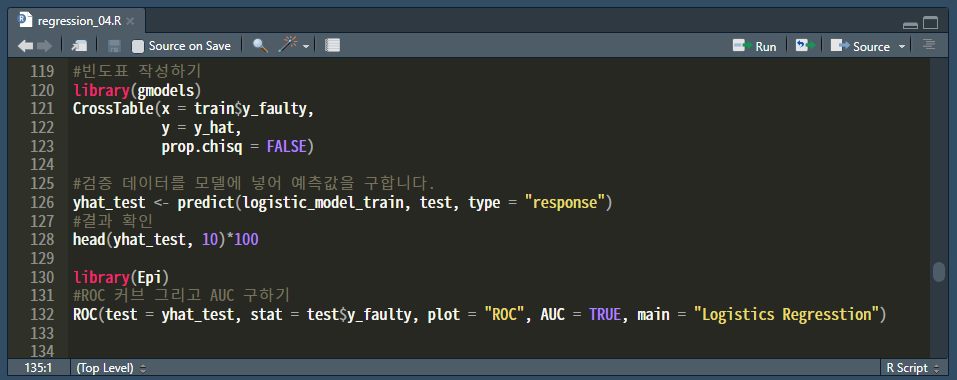 regression_04.R
Source on Save
Run
Source
119 #빈도표 작성하기
120 library(gmodels)
121 CrossTable(x = train$y_faulty,
122            y = y_hat,
123            prop.chisq = FALSE)
124
125 #검증 데이터를 모델에 넣어 예측값을 구합니다.
126 yhat_test <- predict(logistic_model_train, test, type = "response")
127 #결과 확인
128 head(yhat_test, 10)*100
129
130 library(Epi)
131 #ROC 커브 그리고 AUC 구하기
132 ROC(test = yhat_test, stat = test$y_faulty, plot = "ROC", AUC = TRUE, main = "Logistics Regresstion")
133
134
135:1 (Top Level) R Script